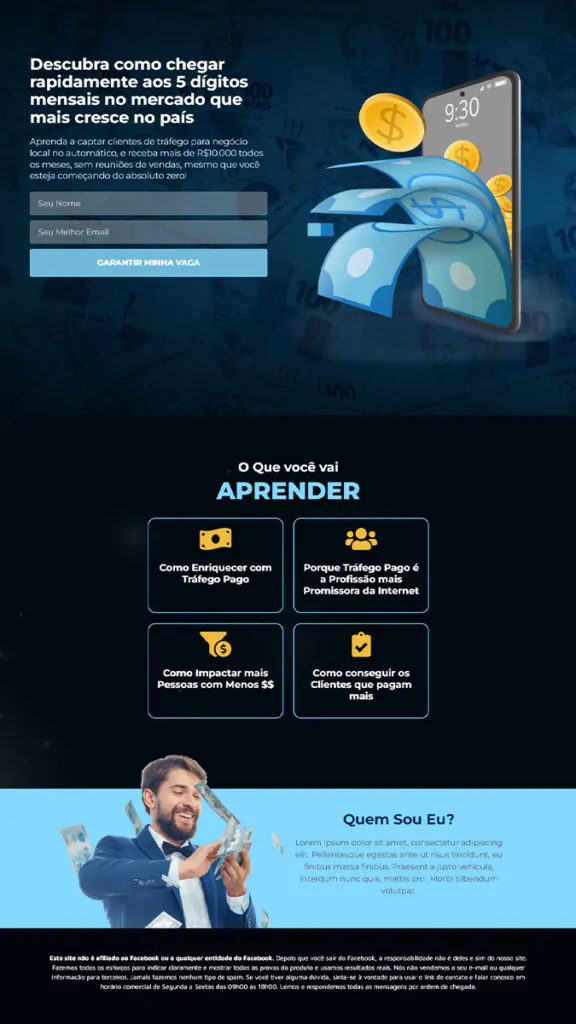 Descubra como chegar
rapidamente aos 5 dígitos
mensais no mercado que
mais cresce no país
Aprenda a captar clientes de tráfego para negócio
local no automático, e receba mais de R$10.000 todos
os meses, sem reuniões de vendas, mesmo que você
esteja começando do absoluto zero!
Seu Nome
Seu Melhor Email
GARANTIR MINHA VAGA
9:30
100
100
O Que você vai
APRENDER
Como Enriquecer com
Tráfego Pago
Porque Tráfego Pago é
a Profissão mais
Promissora da Internet
Como Impactar mais
Pessoas com Menos $$
Como conseguir os
Clientes que pagam
mais
Quem Sou Eu?
Lorem ipsum dolor sit amet, consectetur adipiscing
elit. Pellentesque egestas ante ut risus tincidunt, eu
finibus massa finibus. Praesent a justo vehicula,
interdum nunc quis, mattis orci. Morbi bibendum
volutpat.
Este site não é afiliado ao Facebook ou a qualquer entidade do Facebook. Depois que você sair do Facebook, a responsabilidade não é deles e sim do nosso site.
Fazemos todos os esforços para indicar claramente e mostrar todas as provas do produto e usamos resultados reais. Nós não vendemos o seu e-mail ou qualquer
informação para terceiros. Jamais fazemos nenhum tipo de spam. Se você tiver alguma dúvida, sinta-se à vontade para usar o link de contato e falar conosco em
horário comercial de Segunda a Sextas das 09h00 às 18h00. Lemos e respondemos todas as mensagens por ordem de chegada.